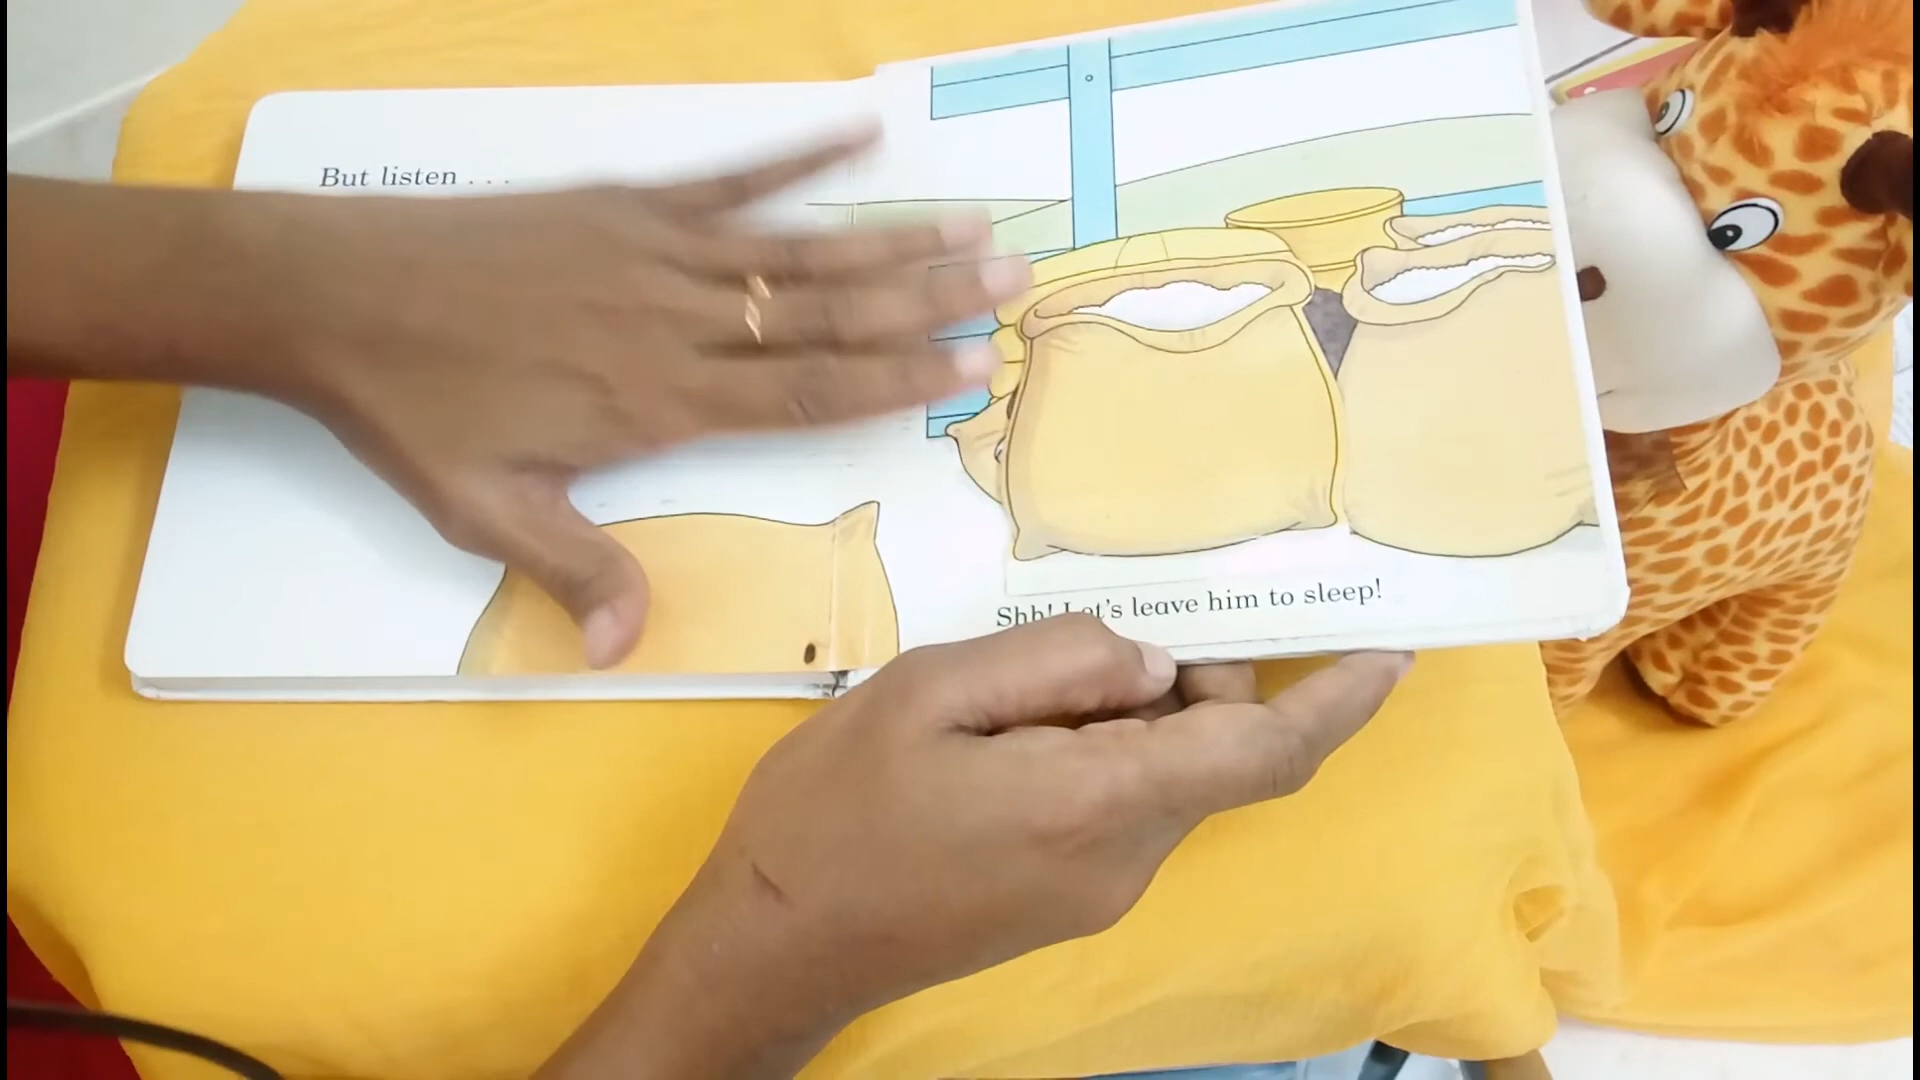 But listen . . .
Shh! Let's leave him to sleep!